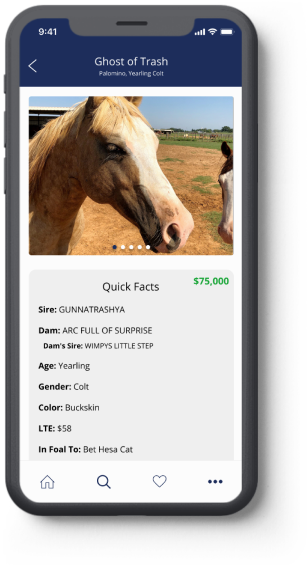 9:41
Ghost of Trash
Palomino, Yearling Colt
$75,000
Quick Facts
Sire: GUNNATRASHYA
Dam: ARC FULL OF SURPRISE
Dam's Sire: WIMPYS LITTLE STEP
Age: Yearling
Gender: Colt
Color: Buckskin
LTE: $58
In Foal To: Bet Hesa Cat